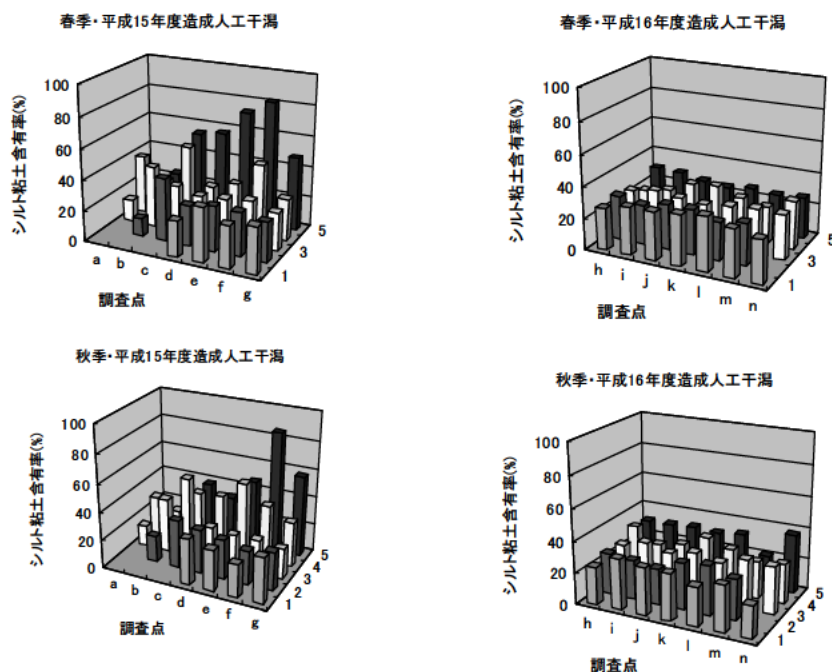 春季・平成15年度造成人工干潟
シルト粘土含有率(%)
100
80
60
40
20
0
a b c d e f g
1 3 5
調査点
春季・平成16年度造成人工干潟
シルト粘土含有率(%)
100
80
60
40
20
0
h i j k l m n
1 3 5
調査点
秋季・平成15年度造成人工干潟
シルト粘土含有率(%)
100
80
60
40
20
0
a b c d e f g
1 2 3 4 5
調査点
秋季・平成16年度造成人工干潟
シルト粘土含有率(%)
100
80
60
40
20
0
h i j k l m n
1 2 3 4 5
調査点